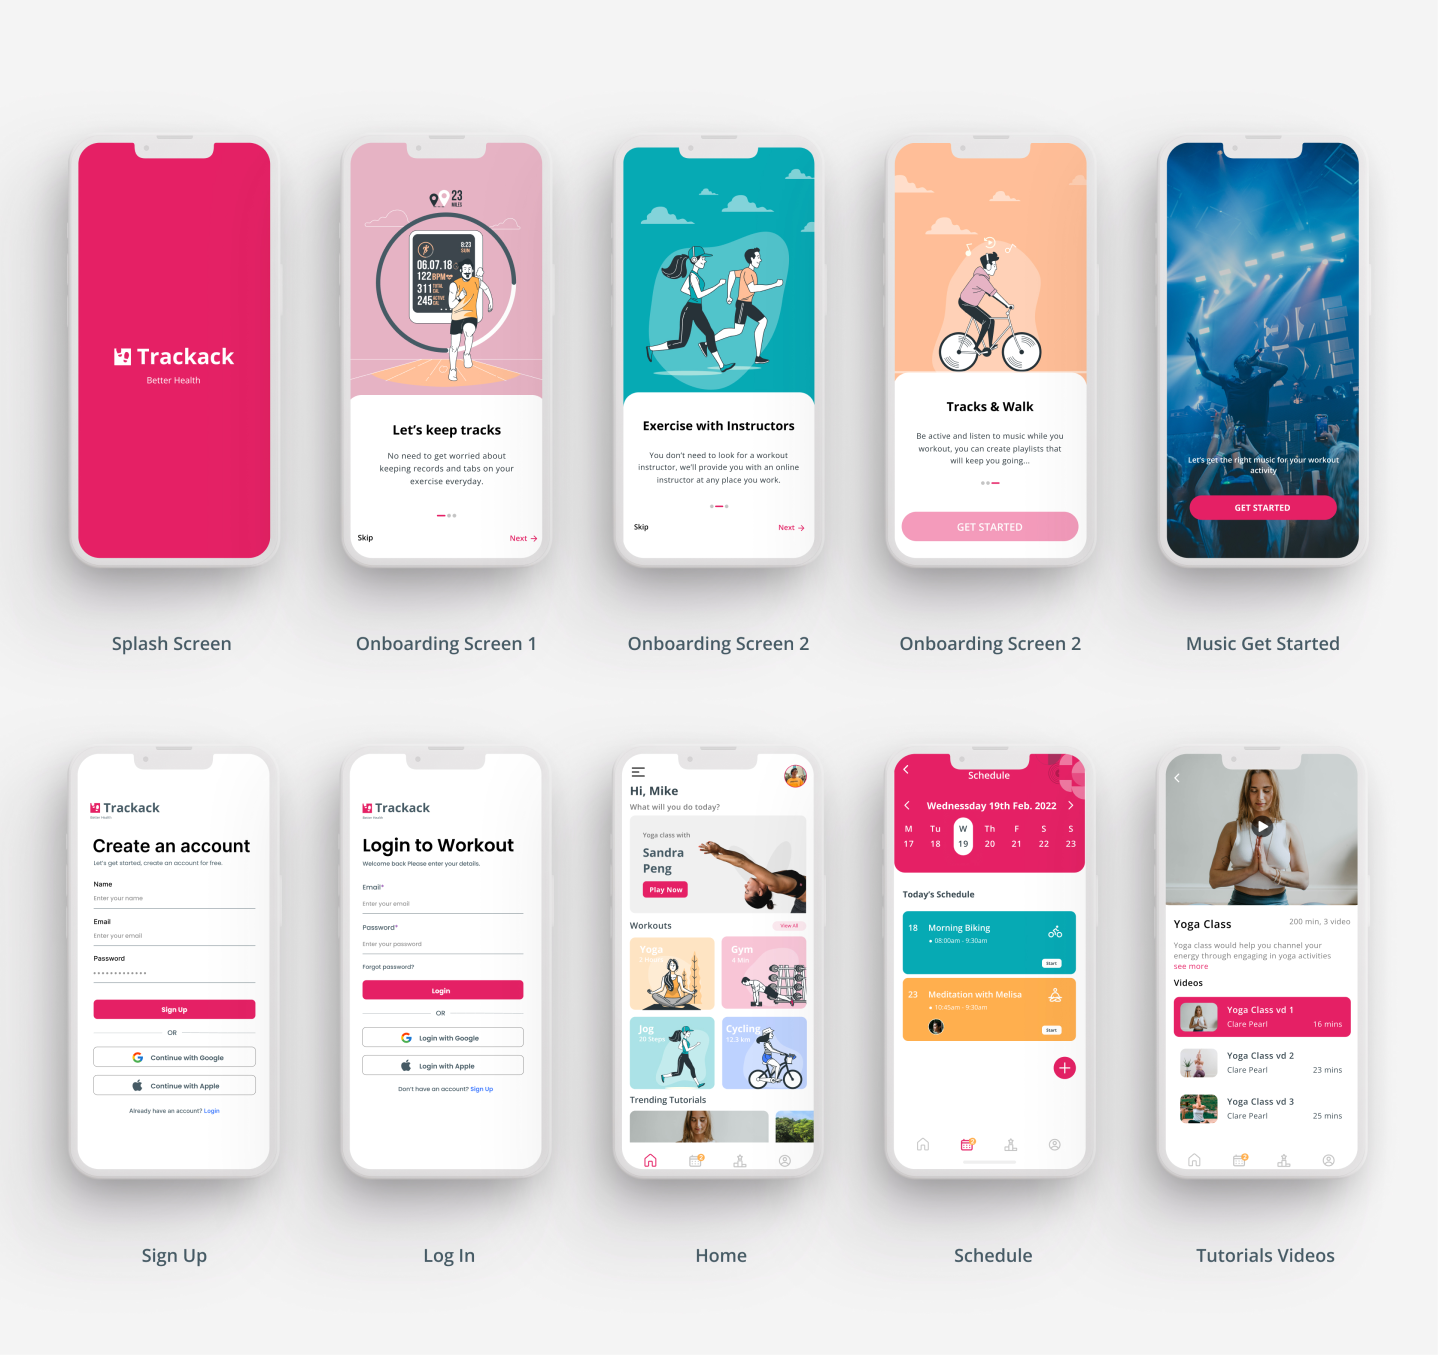 Trackack
Better Health
23
MILES
8:23
SUN
06.07.18
122 BPM
311 TOTAL CAL
245 ACTIVE CAL
Let's keep tracks
No need to get worried about
keeping records and tabs on your
exercise everyday.
Skip
Next →
Exercise with Instructors
You don't need to look for a workout
instructor, we'll provide you with an online
instructor at any place you work.
Skip
Next →
Tracks & Walk
Be active and listen to music while you
workout, you can create playlists that
will keep you going...
GET STARTED
Let's get the right music for your workout
activity
GET STARTED
Splash Screen
Onboarding Screen 1
Onboarding Screen 2
Onboarding Screen 2
Music Get Started
Trackack
Better Health
Create an account
Let's get started, create an account for free.
Name
Enter your name
Email
Enter your email
Password
Sign Up
OR
Continue with Google
Continue with Apple
Already have an account? Login
Trackack
Better Health
Login to Workout
Welcome back Please enter your details.
Email*
Enter your email
Password*
Enter your password
Forgot password?
Login
OR
Login with Google
Login with Apple
Don't have an account? Sign Up
Hi, Mike
What will you do today?
Yoga class with
Sandra
Peng
Play Now
Workouts
View All
Yoga
Gym
Jog
20 Steps
Cycling
12.3 km
Trending Tutorials
Schedule
Wednessday 19th Feb. 2022
M Tu W Th F S S
17 18 19 20 21 22 23
Today's Schedule
18 Morning Biking
08:00am - 9:30am
Start
23 Meditation with Melisa
10:45am - 9:30am
Start
Yoga Class
200 min, 3 video
Yoga class would help you channel your
energy through engaging in yoga activities
see more
Videos
Yoga Class vd 1
Clare Pearl 16 mins
Yoga Class vd 2
Clare Pearl 23 mins
Yoga Class vd 3
Clare Pearl 25 mins
Sign Up
Log In
Home
Schedule
Tutorials Videos